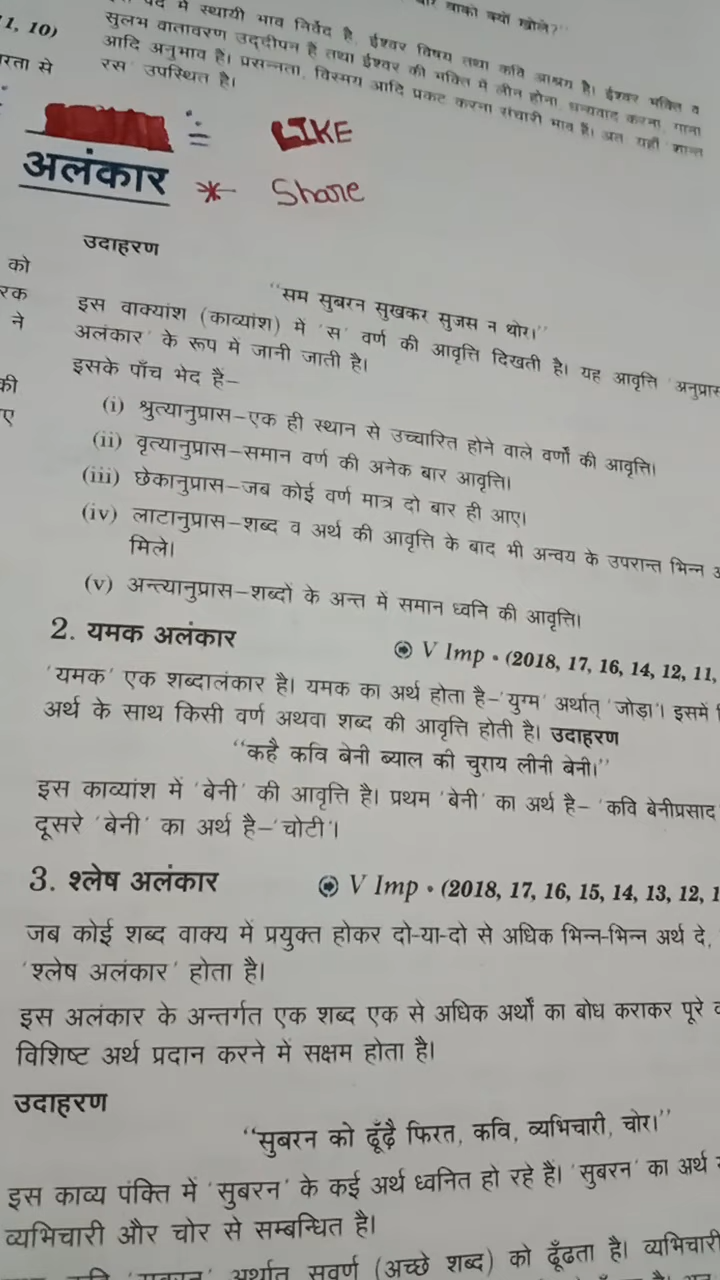 पद में स्थायी भाव निर्वेद है, ईश्वर विषय तथा कवि आश्रय है। ईश्वर भक्ति व
सुलभ वातावरण उद्दीपन है तथा ईश्वर की भक्ति में लीन होना, धन्यवाद करना, गाना
आदि अनुभाव है। प्रसन्नता, विस्मय आदि प्रकट करना संचारी भाव हैं। अतः यहाँ शान्त
रस उपस्थित है।
1, 10)
रता से
LIKE
अलंकार * Share
उदाहरण
को
रक
ने
की
ए
“सम सुबरन सुखकर सुजस न थोर।”
इस वाक्यांश (काव्यांश) में 'स' वर्ण की आवृत्ति दिखती है। यह आवृत्ति 'अनुप्रास
अलंकार' के रूप में जानी जाती है।
इसके पाँच भेद हैं–
(i) श्रुत्यानुप्रास–एक ही स्थान से उच्चारित होने वाले वर्णों की आवृत्ति।
(ii) वृत्यानुप्रास–समान वर्ण की अनेक बार आवृत्ति।
(iii) छेकानुप्रास–जब कोई वर्ण मात्र दो बार ही आए।
(iv) लाटानुप्रास–शब्द व अर्थ की आवृत्ति के बाद भी अन्वय के उपरान्त भिन्न
मिले।
(v) अन्त्यानुप्रास–शब्दों के अन्त में समान ध्वनि की आवृत्ति।
2. यमक अलंकार V Imp • (2018, 17, 16, 14, 12, 11,
'यमक' एक शब्दालंकार है। यमक का अर्थ होता है–'युग्म' अर्थात् 'जोड़ा'। इसमें
अर्थ के साथ किसी वर्ण अथवा शब्द की आवृत्ति होती है। उदाहरण
“कहै कवि बेनी ब्याल की चुराय लीनी बेनी।”
इस काव्यांश में 'बेनी' की आवृत्ति है। प्रथम 'बेनी' का अर्थ है– 'कवि बेनीप्रसाद
दूसरे 'बेनी' का अर्थ है–'चोटी'।
3. श्लेष अलंकार V Imp • (2018, 17, 16, 15, 14, 13, 12, 1
जब कोई शब्द वाक्य में प्रयुक्त होकर दो-या-दो से अधिक भिन्न-भिन्न अर्थ दे,
'श्लेष अलंकार' होता है।
इस अलंकार के अन्तर्गत एक शब्द एक से अधिक अर्थों का बोध कराकर पूरे
विशिष्ट अर्थ प्रदान करने में सक्षम होता है।
उदाहरण
“सुबरन को ढूँढ़ै फिरत, कवि, व्यभिचारी, चोर।”
इस काव्य पंक्ति में 'सुबरन' के कई अर्थ ध्वनित हो रहे हैं। 'सुबरन' का अर्थ
व्यभिचारी और चोर से सम्बन्धित है।
अर्थात् सुवर्ण (अच्छे शब्द) को ढूँढता है। व्यभिचारी